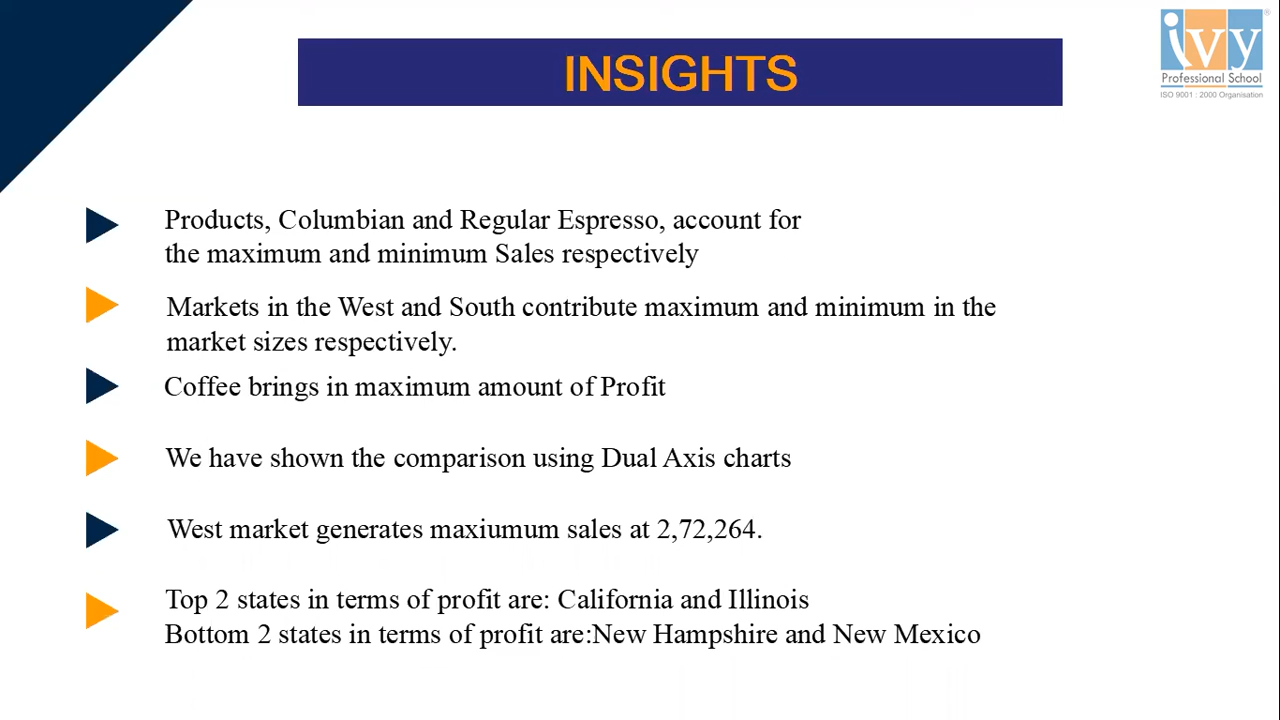 INSIGHTS
ivy
Professional School
ISO 9001 : 2000 Organisation
Products, Columbian and Regular Espresso, account for
the maximum and minimum Sales respectively
Markets in the West and South contribute maximum and minimum in the
market sizes respectively.
Coffee brings in maximum amount of Profit
We have shown the comparison using Dual Axis charts
West market generates maxiumum sales at 2,72,264.
Top 2 states in terms of profit are: California and Illinois
Bottom 2 states in terms of profit are:New Hampshire and New Mexico